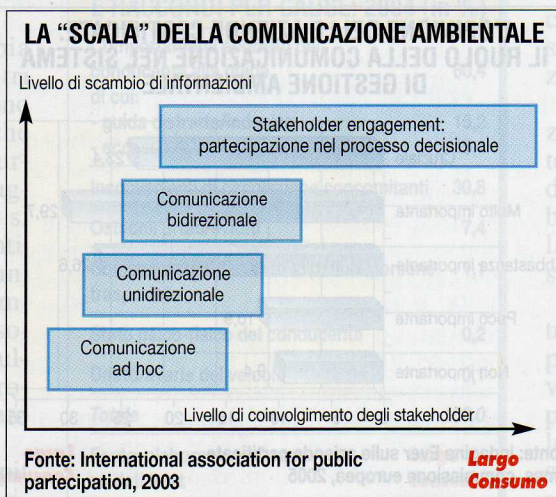 LA “SCALA” DELLA COMUNICAZIONE AMBIENTALE
Livello di scambio di informazioni
Stakeholder engagement:
partecipazione nel processo decisionale
Comunicazione
bidirezionale
Comunicazione
unidirezionale
Comunicazione
ad hoc
Livello di coinvolgimento degli stakeholder
Fonte: International association for public
partecipation, 2003
Largo
Consumo